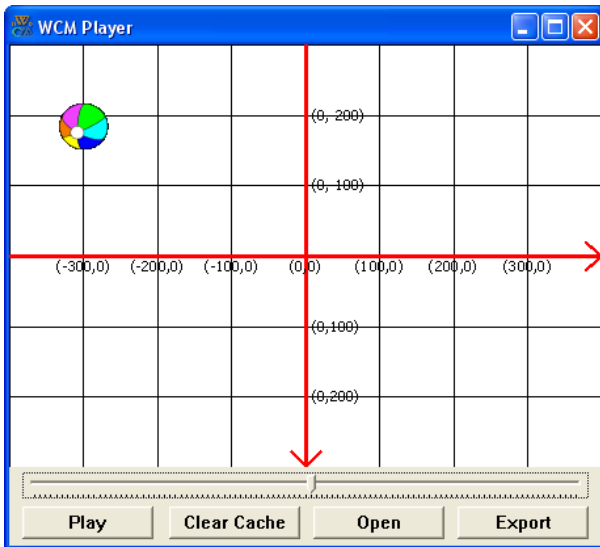 WCM Player
(0, 200)
(0, 100)
(-300,0) (-200,0) (-100,0) (0,0) (100,0) (200,0) (300,0)
(0,100)
(0,200)
Play Clear Cache Open Export